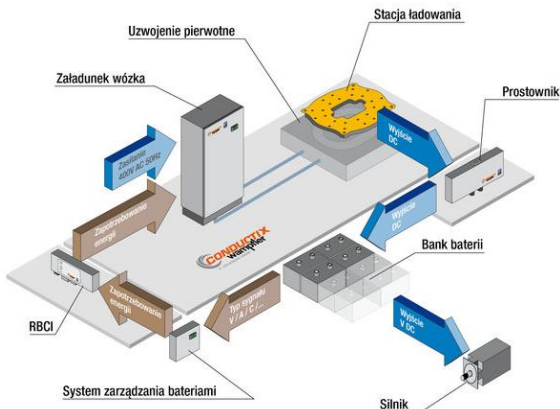 Stacja ładowania
Uzwojenie pierwotne
Załadunek wózka
Prostownik
Zasilanie
400V AC 50Hz
Wyjście
DC
Zapotrzebowanie
energii
Wyjście
DC
CONDUCTIX
wampfler
Bank baterii
RBCI
Zapotrzebowanie
energii
Typ sygnału
V / A / C / ...
Wyjście
V DC
System zarządzania bateriami
Silnik